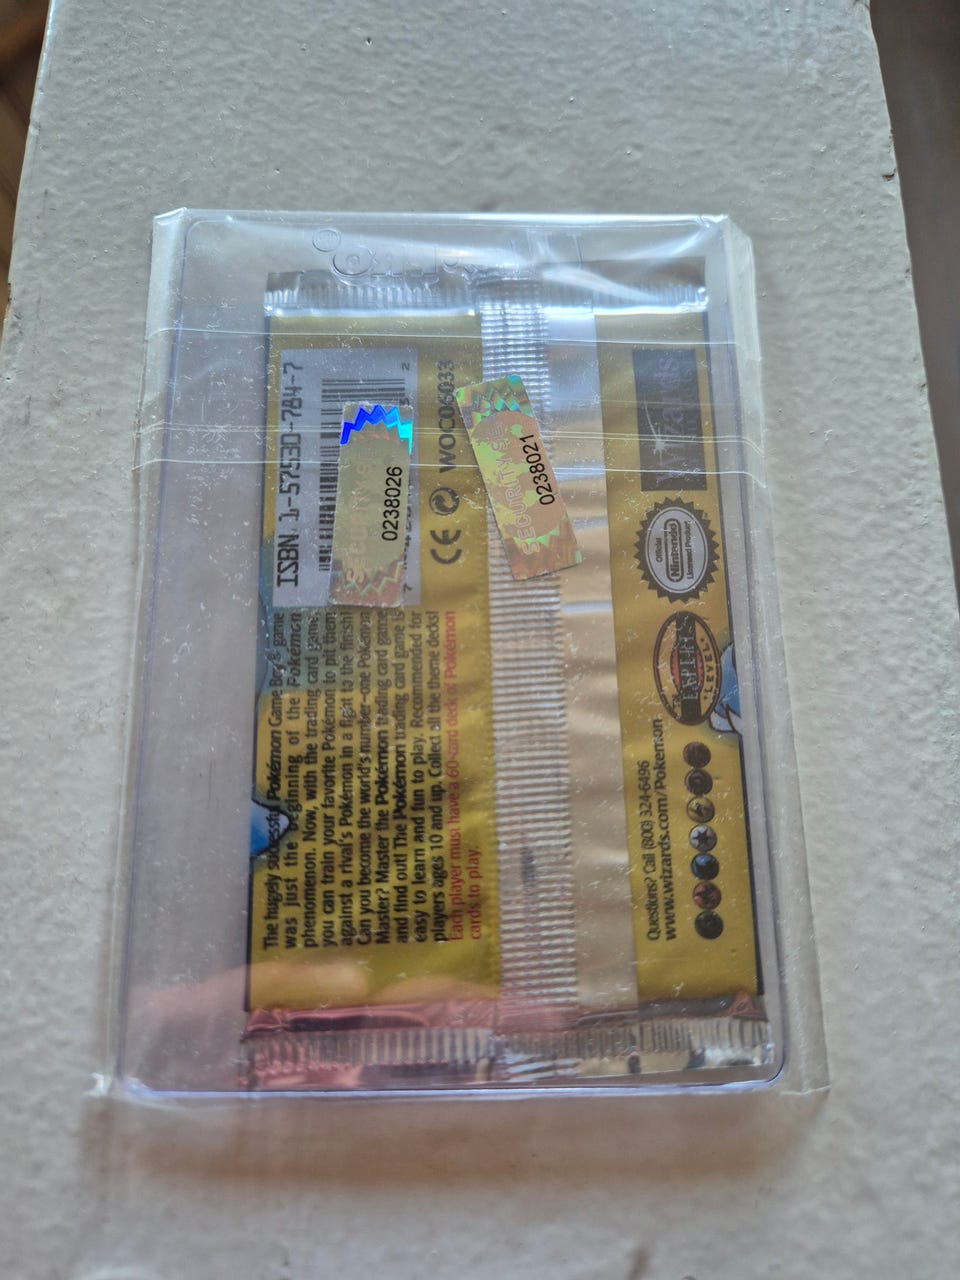 ISBN 1-57530-784-7
2
7
0238026
CE
WOC06033
SECURITY SE
0238021
The hugely successful Pokémon Game Boy® game
was just the beginning of the Pokémon
phenomenon. Now, with the trading card game,
you can train your favorite Pokémon to pit them
against a rival's Pokémon in a fight to the finish!
Can you become the world's number-one Pokémon
Master? Master the Pokémon trading card game
and find out! The Pokémon trading card game is
easy to learn and fun to play. Recommended for
players ages 10 and up. Collect all the theme decks!
Each player must have a 60-card deck of Pokémon
cards to play.
Wizards
Official
Nintendo
Licensed Product
EXPERT
LEVEL
Questions? Call (800) 324-6496
www.wizards.com/Pokemon